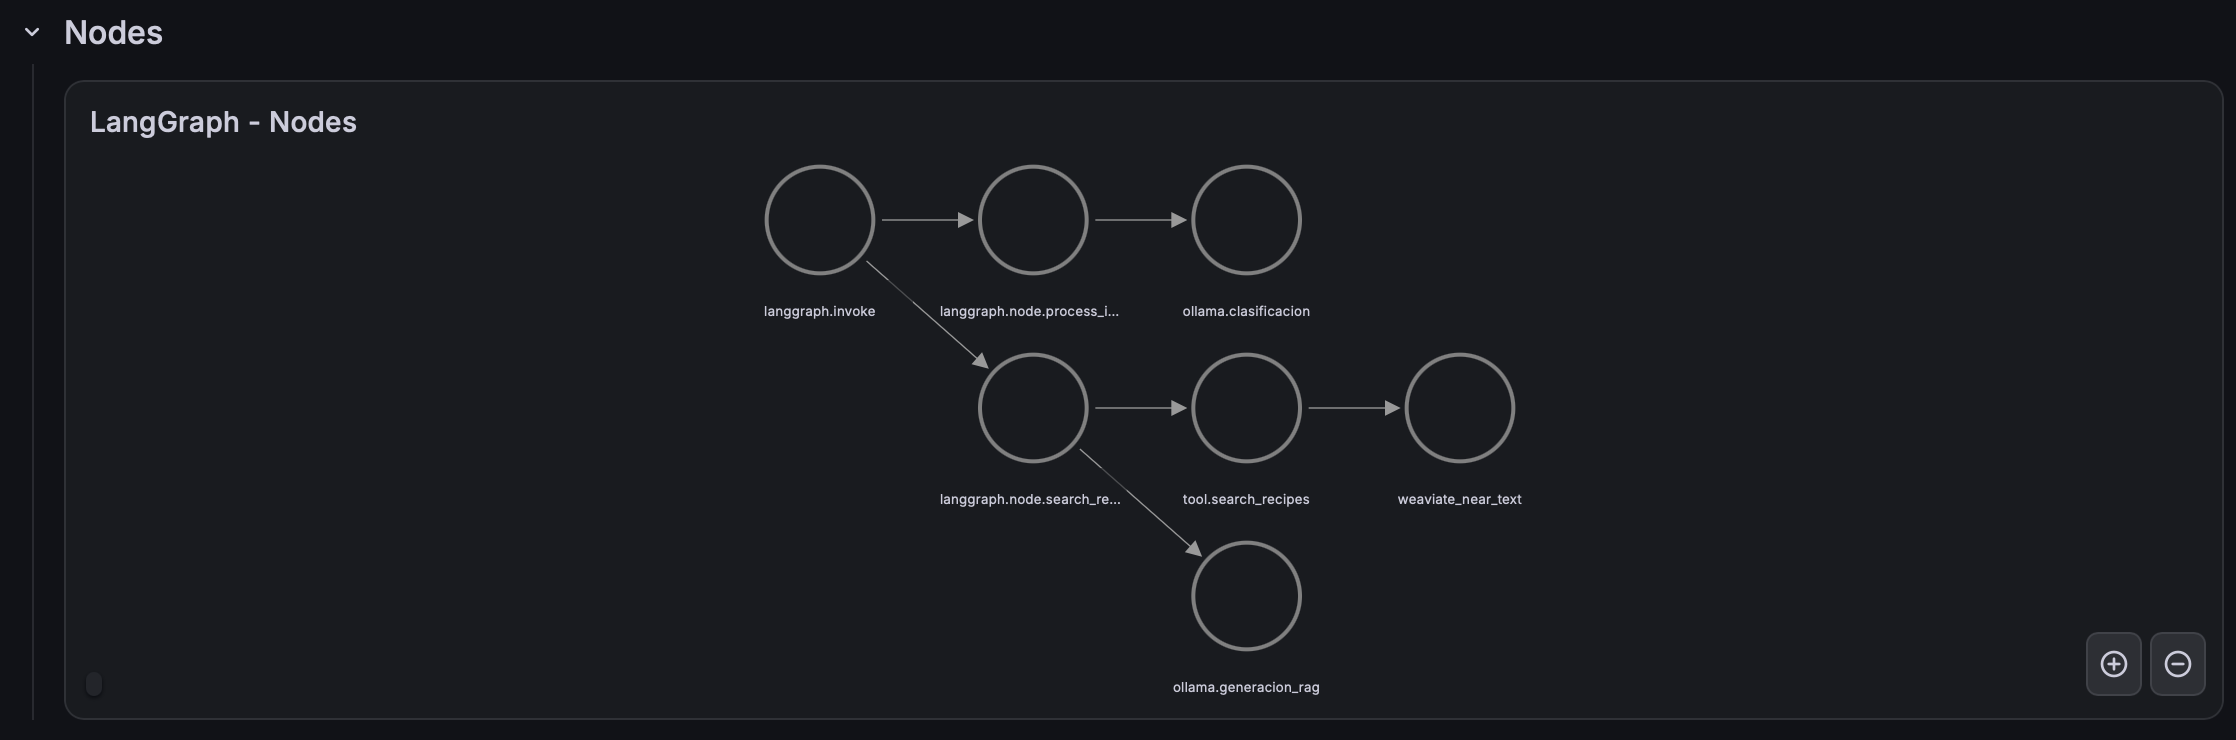 Nodes
LangGraph - Nodes
langgraph.invoke
langgraph.node.process_i...
ollama.clasificacion
langgraph.node.search_re...
tool.search_recipes
weaviate_near_text
ollama.generacion_rag